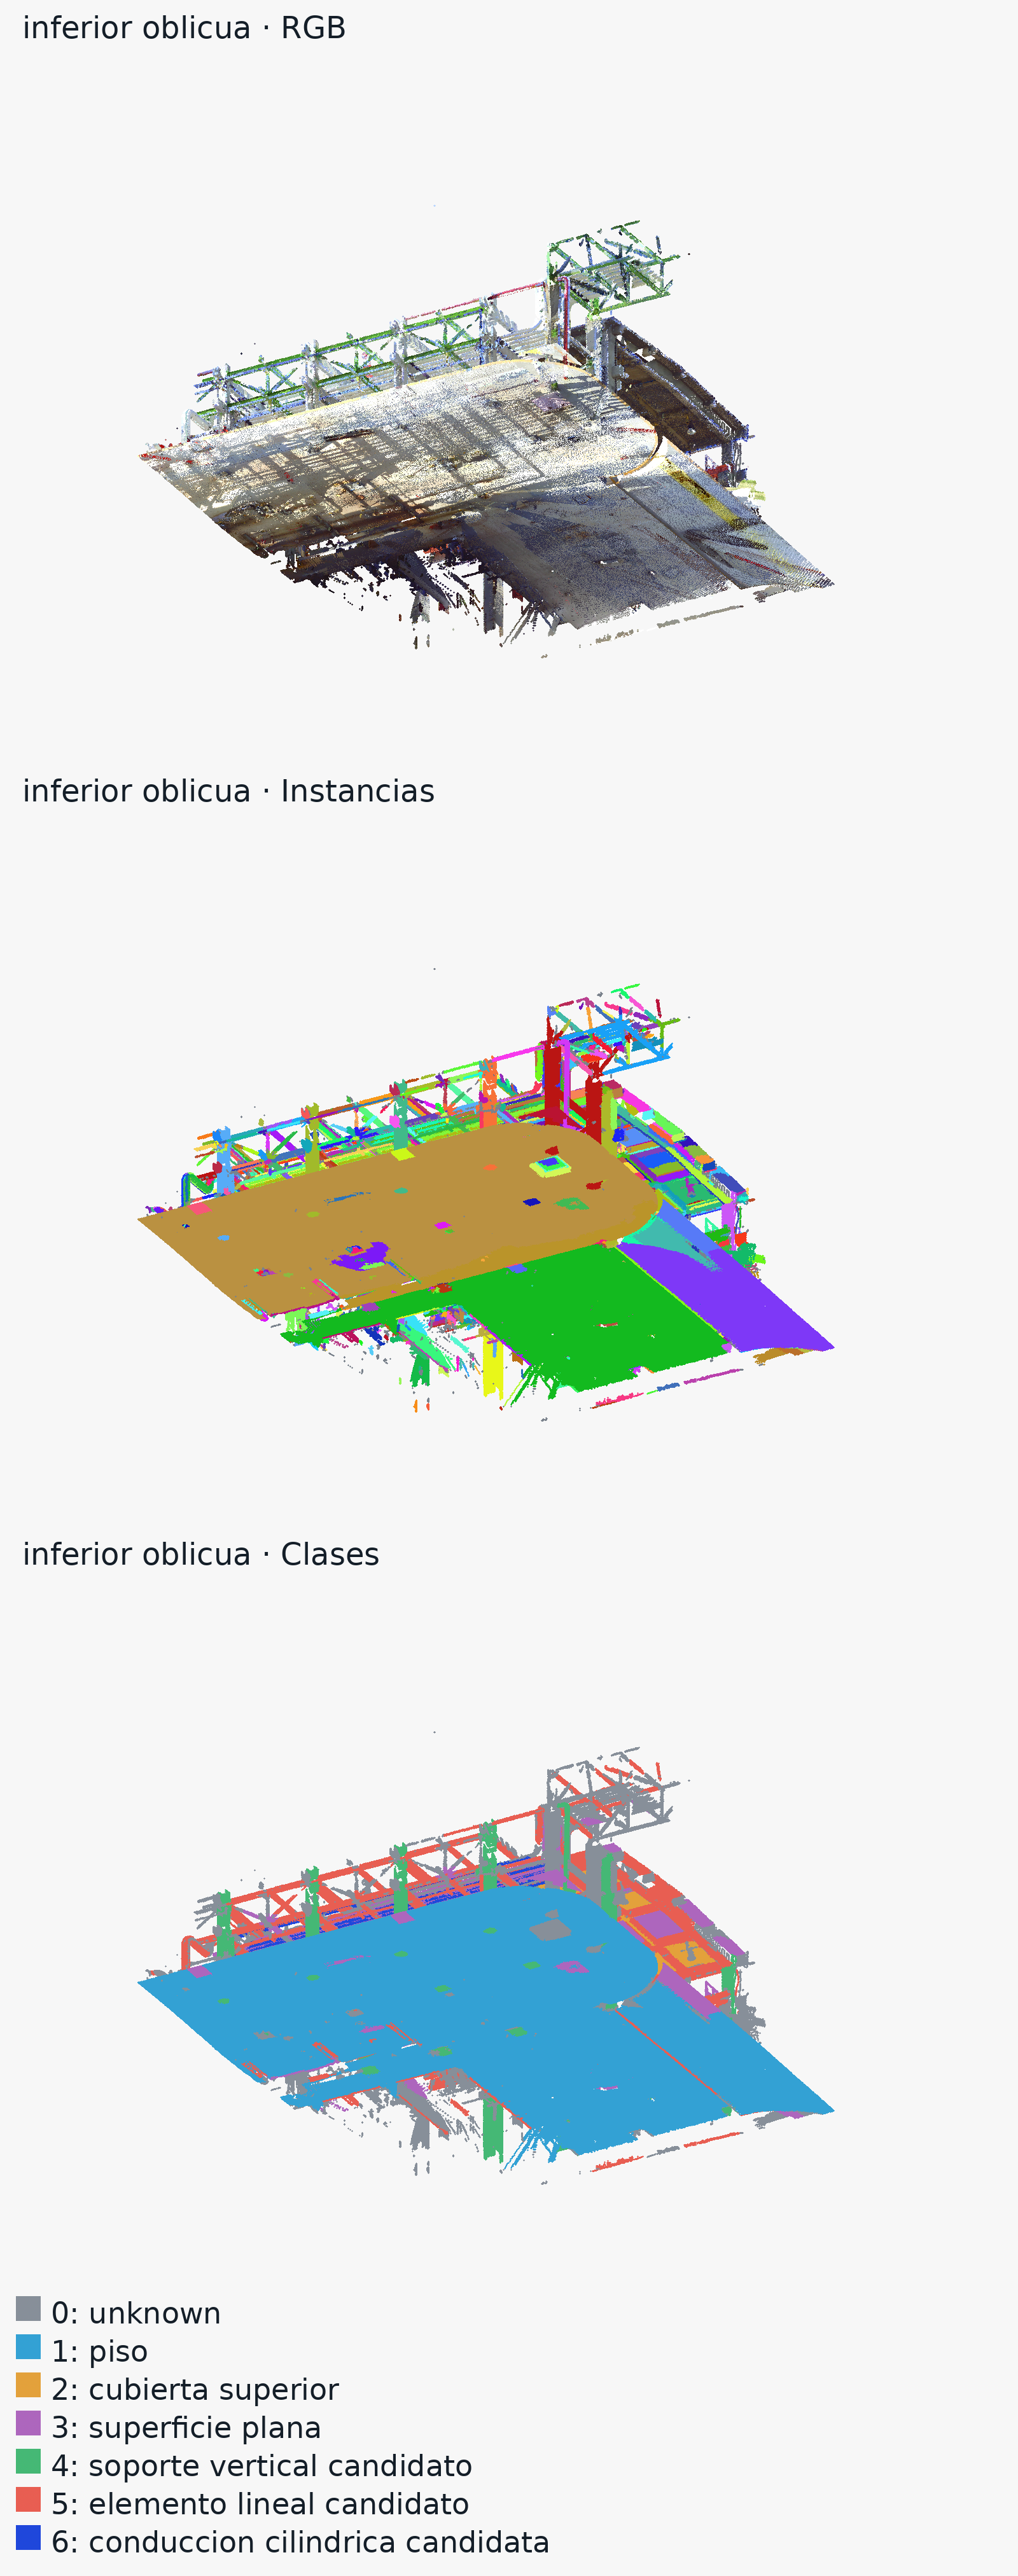 inferior oblicua · RGB
inferior oblicua · Instancias
inferior oblicua · Clases
0: unknown
1: piso
2: cubierta superior
3: superficie plana
4: soporte vertical candidato
5: elemento lineal candidato
6: conduccion cilindrica candidata